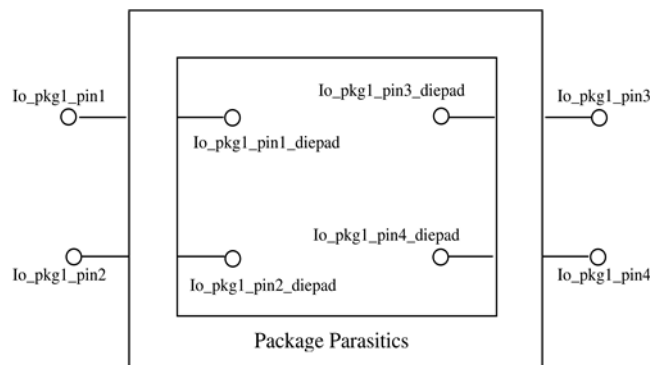 Io_pkg1_pin3_diepad
Io_pkg1_pin1
Io_pkg1_pin3
Io_pkg1_pin1_diepad
Io_pkg1_pin4_diepad
Io_pkg1_pin2
Io_pkg1_pin4
Io_pkg1_pin2_diepad
Package Parasitics